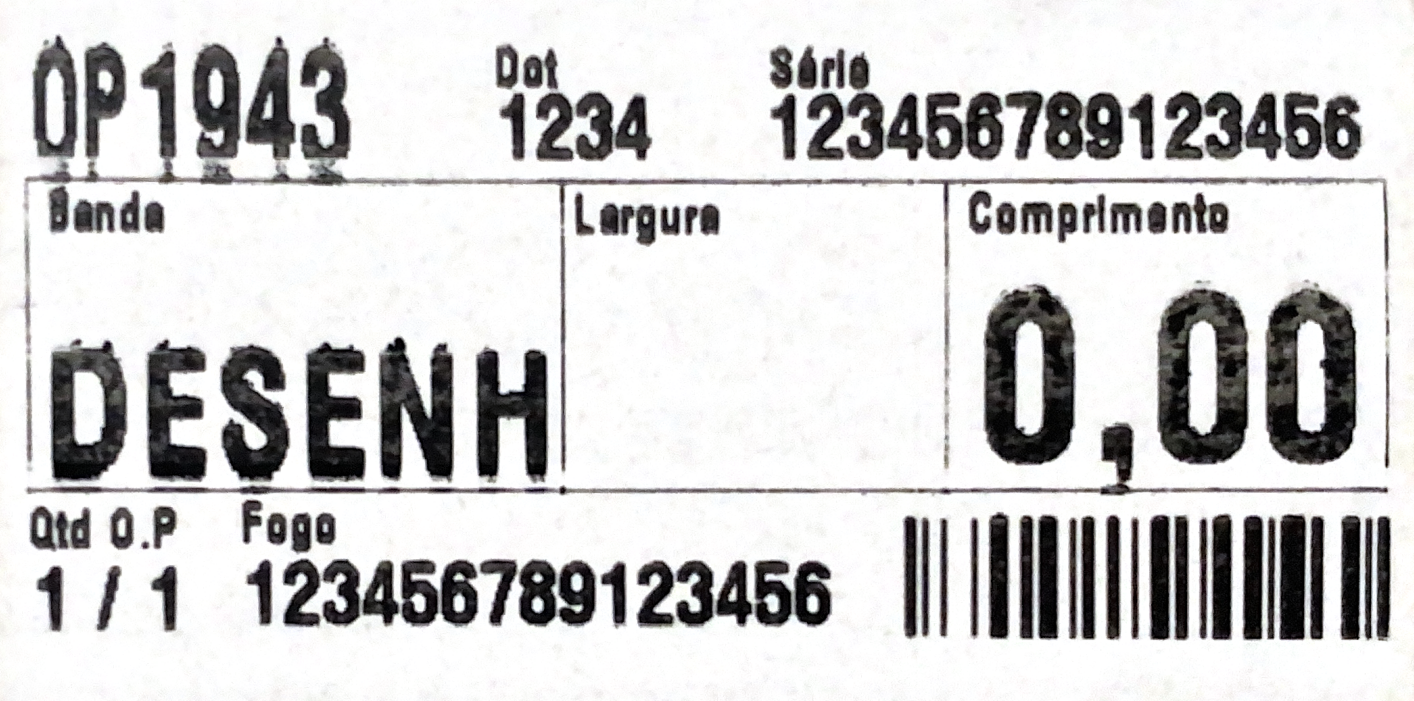 OP1943 Dot Série
1234 123456789123456
Banda Largura Comprimento
DESENH 0,00
Qtd O.P Fogo
1 / 1 123456789123456